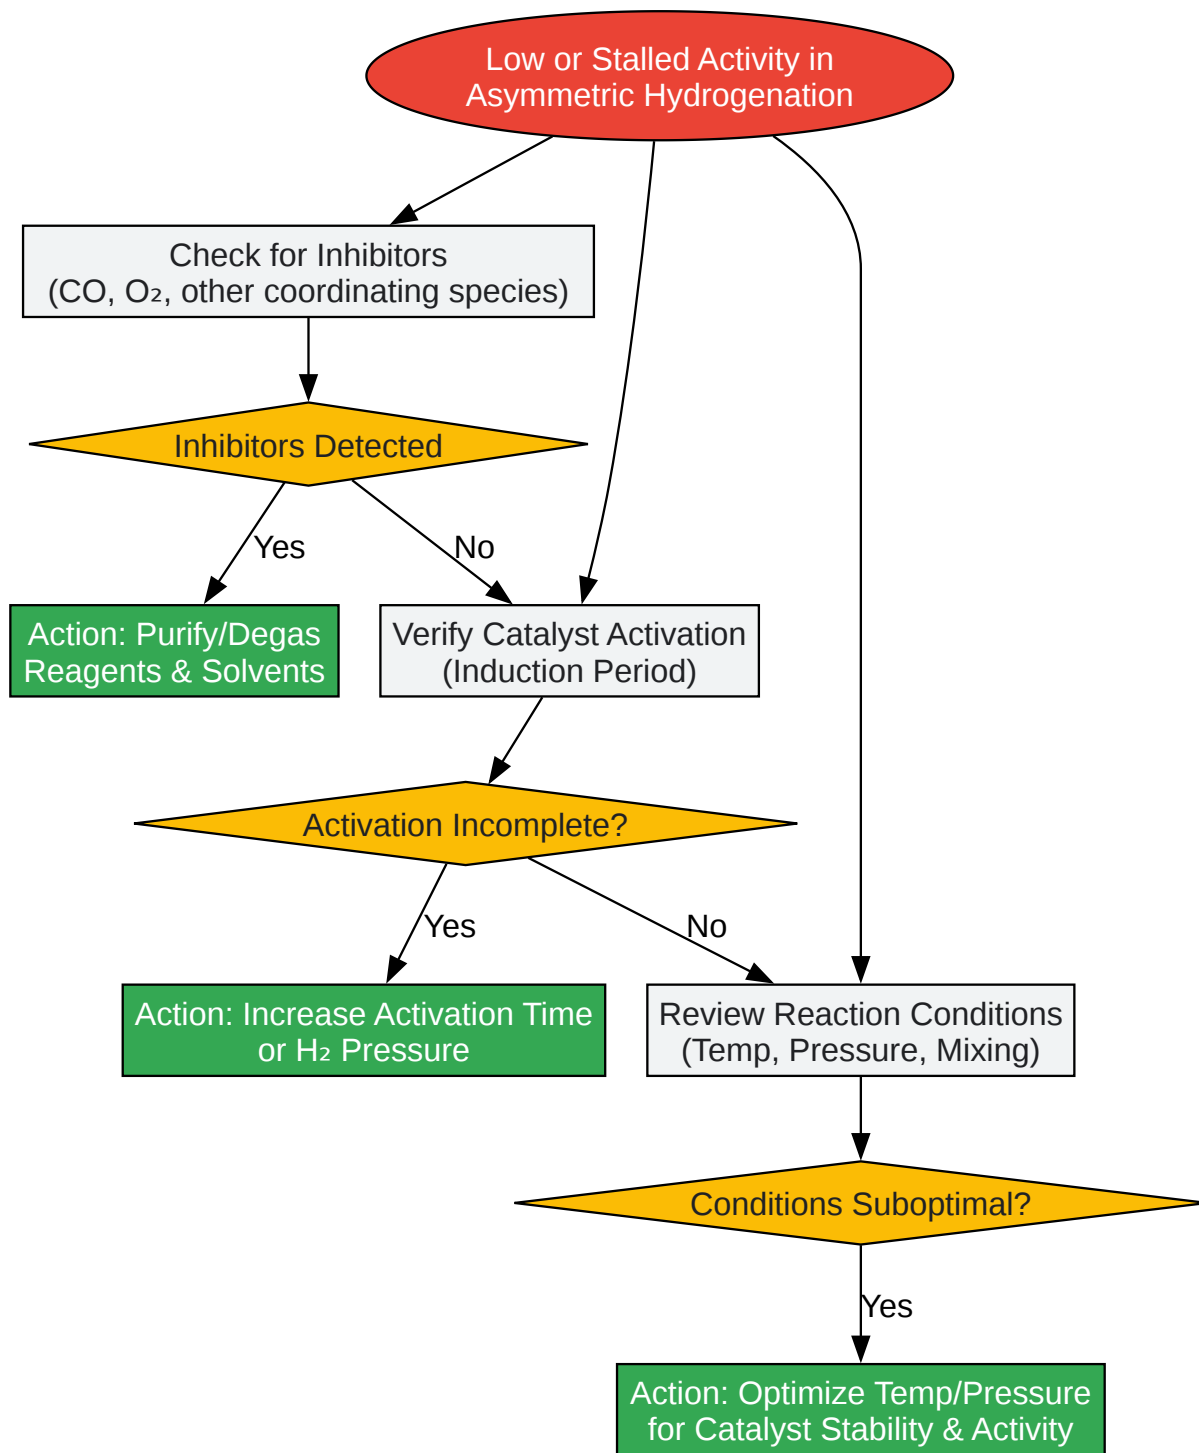 Low or Stalled Activity in
Asymmetric Hydrogenation
Check for Inhibitors
(CO, O₂, other coordinating species)
Inhibitors Detected
Yes
No
Action: Purify/Degas
Reagents & Solvents
Verify Catalyst Activation
(Induction Period)
Activation Incomplete?
Yes
No
Action: Increase Activation Time
or H₂ Pressure
Review Reaction Conditions
(Temp, Pressure, Mixing)
Conditions Suboptimal?
Yes
Action: Optimize Temp/Pressure
for Catalyst Stability & Activity